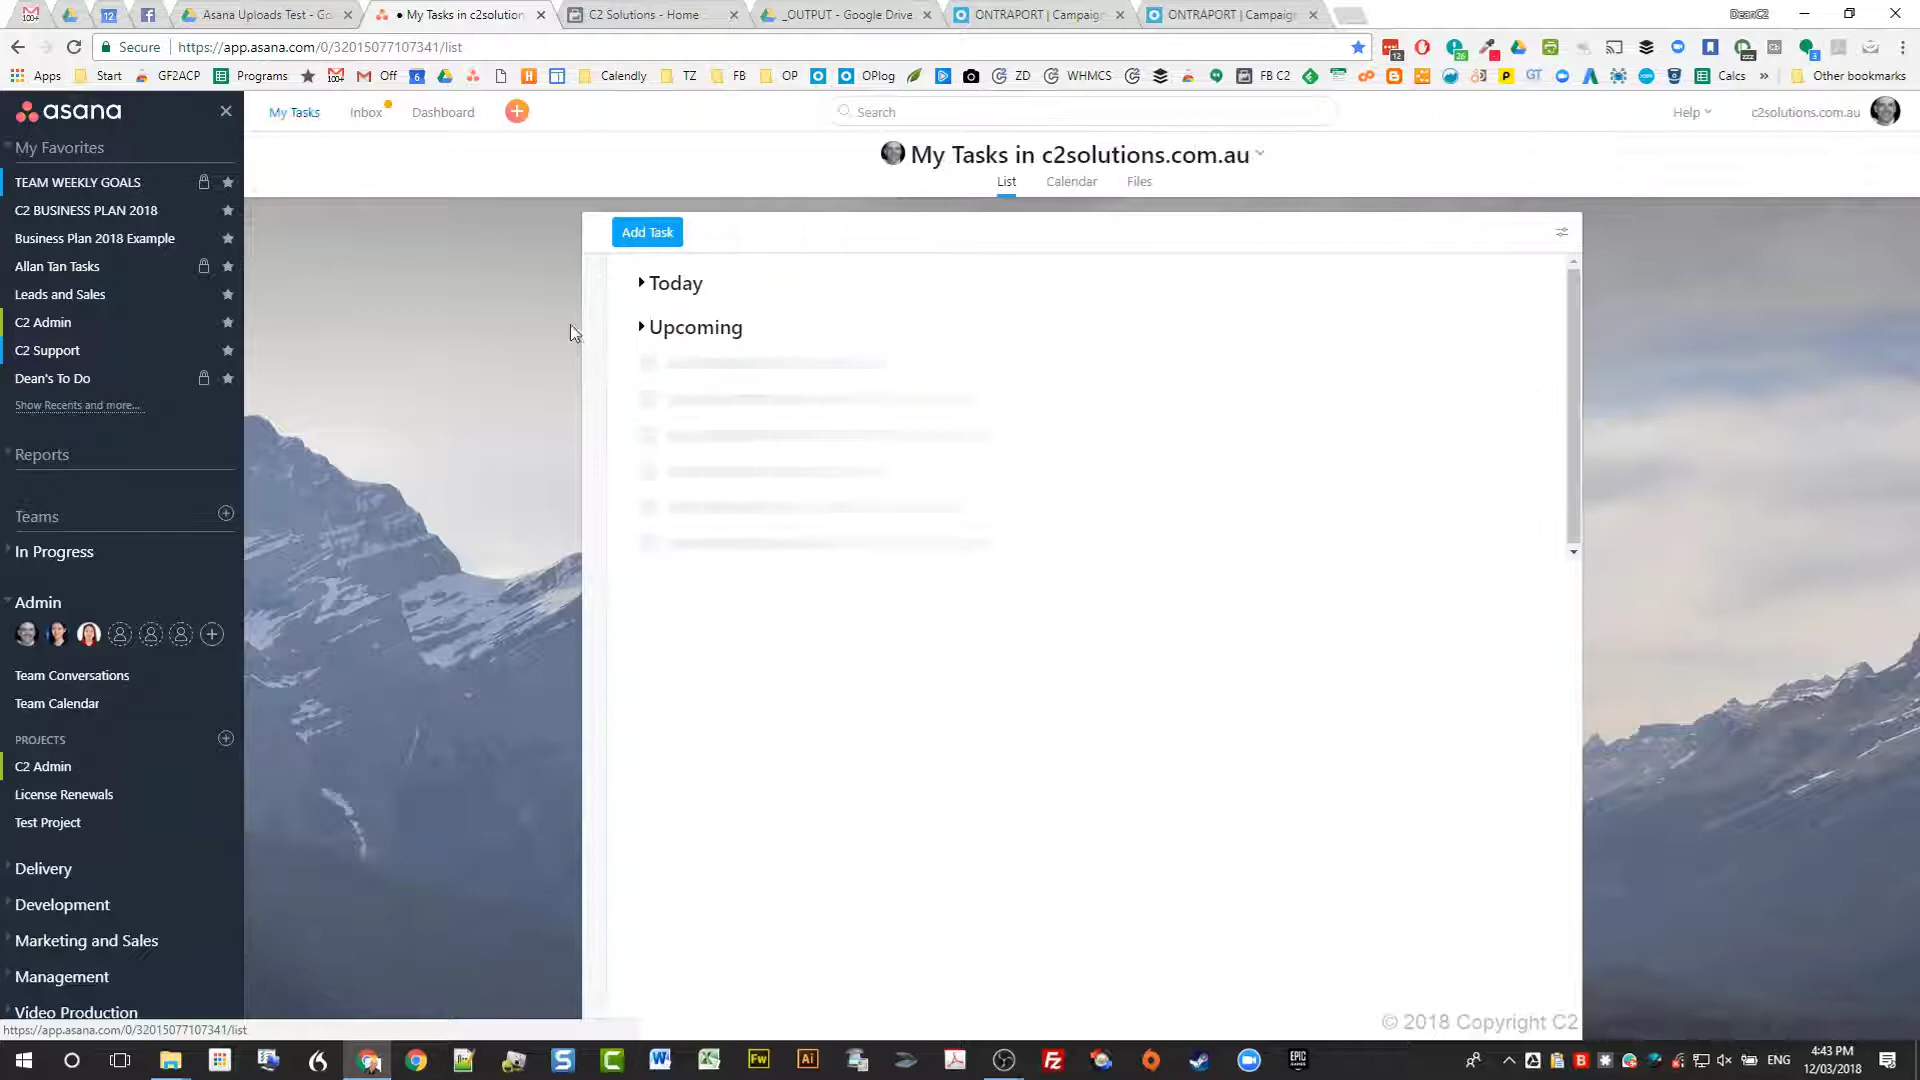 Asana Uploads Test - Go
• My Tasks in c2solution
C2 Solutions - Home
_OUTPUT - Google Drive
ONTRAPORT | Campaig
ONTRAPORT | Campaig
DeanC2
Secure
https://app.asana.com/0/32015077107341/list
Apps
Start
GF2ACP
Programs
Off
Calendly
TZ
FB
OP
OPlog
ZD
WHMCS
FB C2
GT
Calcs
Other bookmarks
asana
My Tasks
Inbox
Dashboard
Search
Help
c2solutions.com.au
My Favorites
TEAM WEEKLY GOALS
C2 BUSINESS PLAN 2018
Business Plan 2018 Example
Allan Tan Tasks
Leads and Sales
C2 Admin
C2 Support
Dean's To Do
Show Recents and more...
Reports
Teams
In Progress
Admin
Team Conversations
Team Calendar
PROJECTS
C2 Admin
License Renewals
Test Project
Delivery
Development
Marketing and Sales
Management
Video Production
My Tasks in c2solutions.com.au
List
Calendar
Files
Add Task
Today
Upcoming
https://app.asana.com/0/32015077107341/list
© 2018 Copyright C2
ENG
4:43 PM
12/03/2018